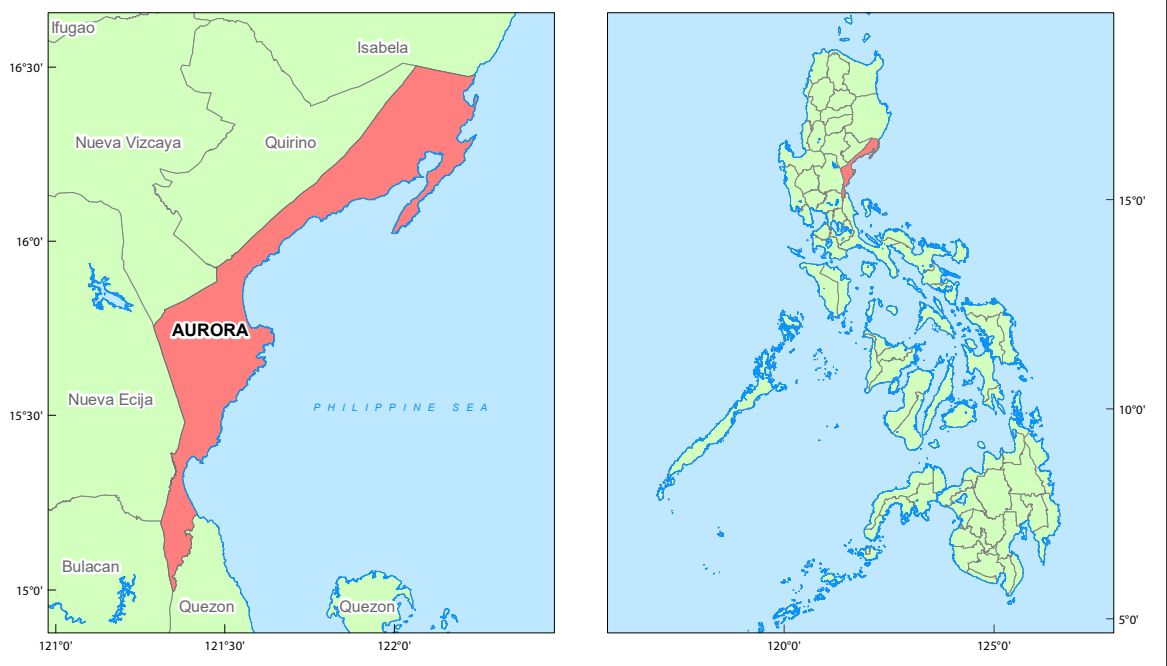 Ifugao
Isabela
16°30'
Nueva Vizcaya
Quirino
15°0'
16°0'
AURORA
Nueva Ecija
PHILIPPINE SEA
15°30'
10°0'
Bulacan
15°0'
Quezon
Quezon
5°0'
121°0'
121°30'
122°0'
120°0'
125°0'